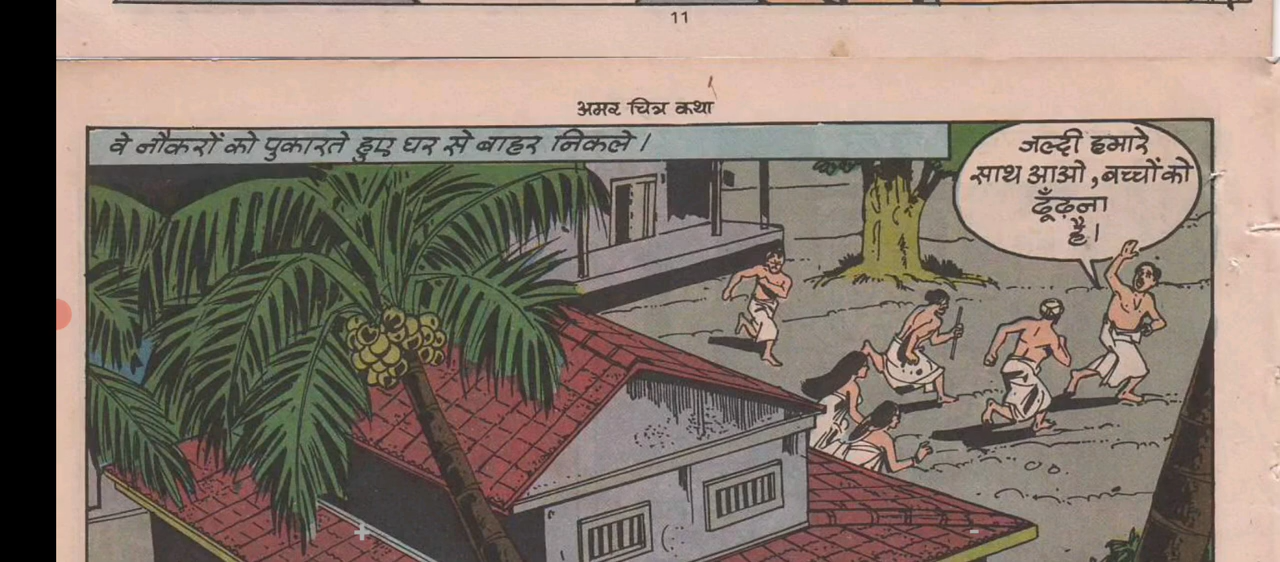 11
अमर चित्र कथा
वे नौकरों को पुकारते हुए घर से बाहर निकले।
जल्दी हमारे
साथ आओ, बच्चों को
ढूँढ़ना
है।